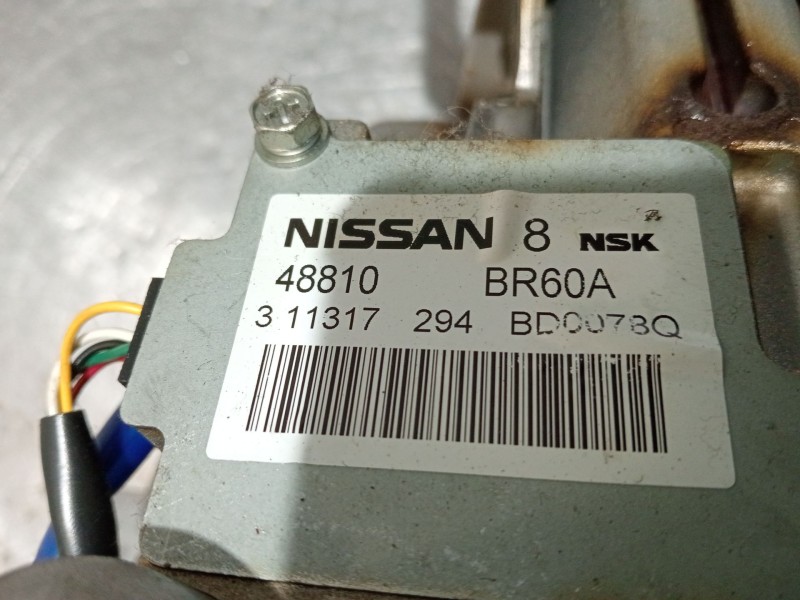 NISSAN 8 NSK
48810 BR60A
3 11317 294 BD0078Q